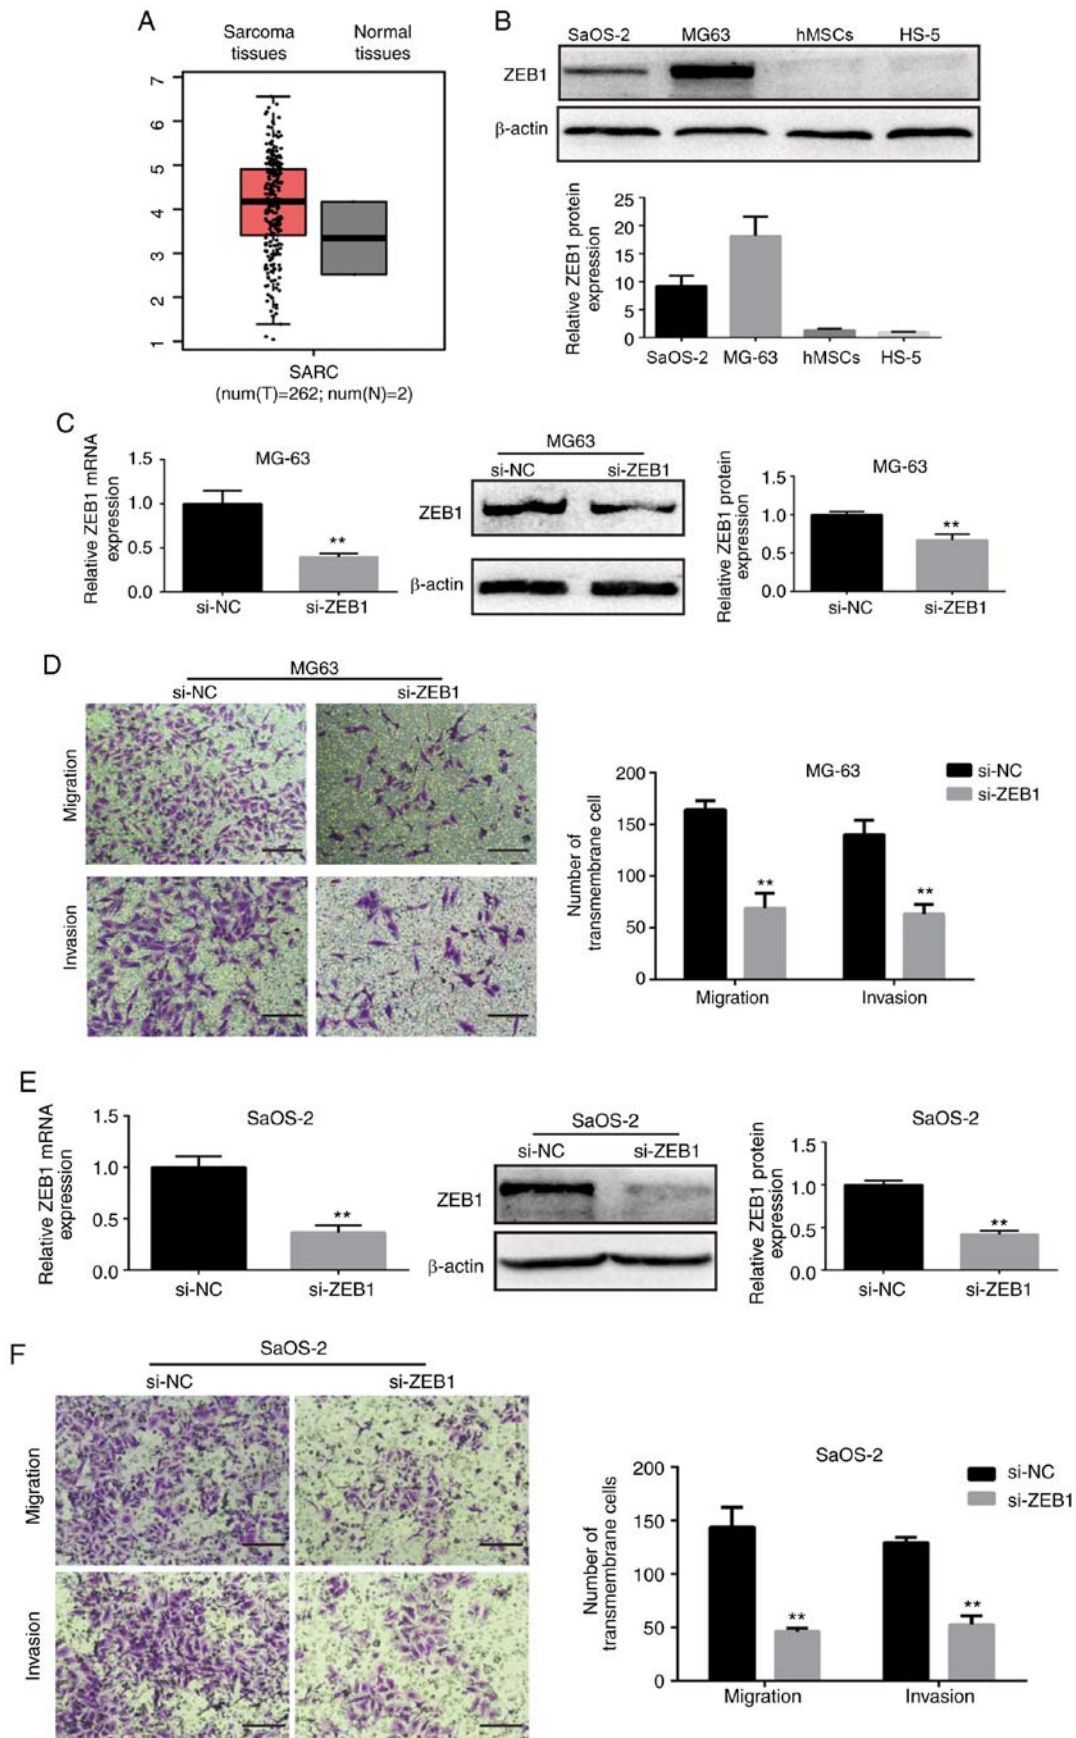 A
Sarcoma
tissues
Normal
tissues
7
6
5
4
3
2
1
SARC
(num(T)=262; num(N)=2)
B
SaOS-2 MG63 hMSCs HS-5
ZEB1
β-actin
Relative ZEB1 protein
expression
25
20
15
10
5
0
SaOS-2 MG-63 hMSCs HS-5
C
Relative ZEB1 mRNA
expression
MG-63
1.5
1.0
0.5
0.0
**
si-NC si-ZEB1
MG63
si-NC si-ZEB1
ZEB1
β-actin
Relative ZEB1 protein
expression
MG-63
1.5
1.0
0.5
0.0
**
si-NC si-ZEB1
D
MG63
si-NC si-ZEB1
Migration
Invasion
Number of
transmembrane cell
MG-63
si-NC
si-ZEB1
200
150
100
50
0
** **
Migration Invasion
E
Relative ZEB1 mRNA
expression
SaOS-2
1.5
1.0
0.5
0.0
**
si-NC si-ZEB1
SaOS-2
si-NC si-ZEB1
ZEB1
β-actin
Relative ZEB1 protein
expression
SaOS-2
1.5
1.0
0.5
0.0
**
si-NC si-ZEB1
F
SaOS-2
si-NC si-ZEB1
Migration
Invasion
Number of
transmembrane cells
SaOS-2
si-NC
si-ZEB1
200
150
100
50
0
** **
Migration Invasion